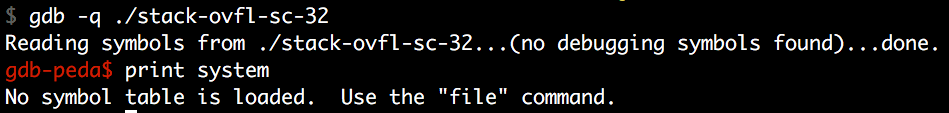 $ gdb -q ./stack-ovfl-sc-32
Reading symbols from ./stack-ovfl-sc-32...(no debugging symbols found)...done.
gdb-peda$ print system
No symbol table is loaded.  Use the "file" command.